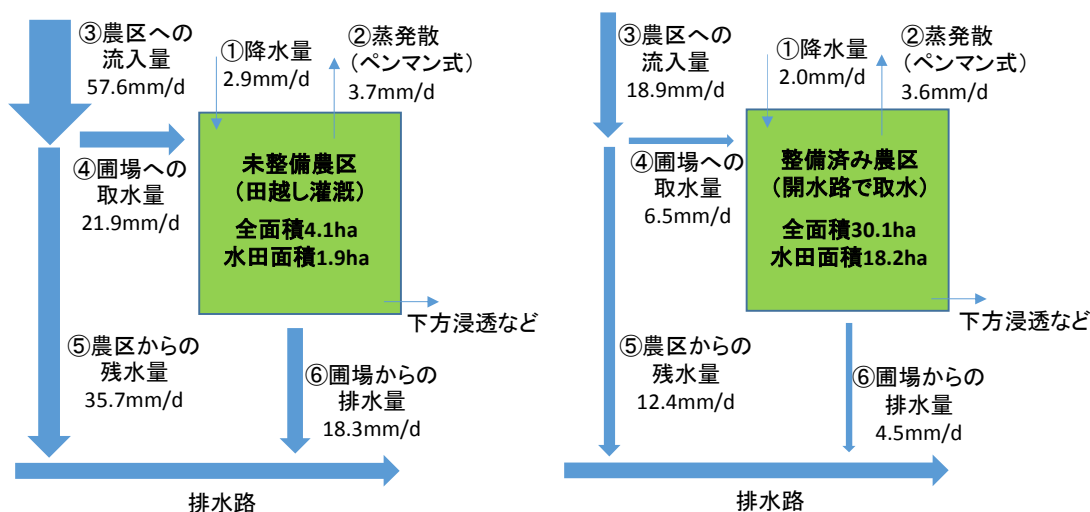 ③農区への
流入量
57.6mm/d
①降水量
2.9mm/d
②蒸発散
（ペンマン式）
3.7mm/d
④圃場への
取水量
21.9mm/d
未整備農区
（田越し灌漑）
全面積4.1ha
水田面積1.9ha
下方浸透など
⑤農区からの
残水量
35.7mm/d
⑥圃場からの
排水量
18.3mm/d
排水路
③農区への
流入量
18.9mm/d
①降水量
2.0mm/d
②蒸発散
（ペンマン式）
3.6mm/d
④圃場への
取水量
6.5mm/d
整備済み農区
（開水路で取水）
全面積30.1ha
水田面積18.2ha
下方浸透など
⑤農区からの
残水量
12.4mm/d
⑥圃場からの
排水量
4.5mm/d
排水路